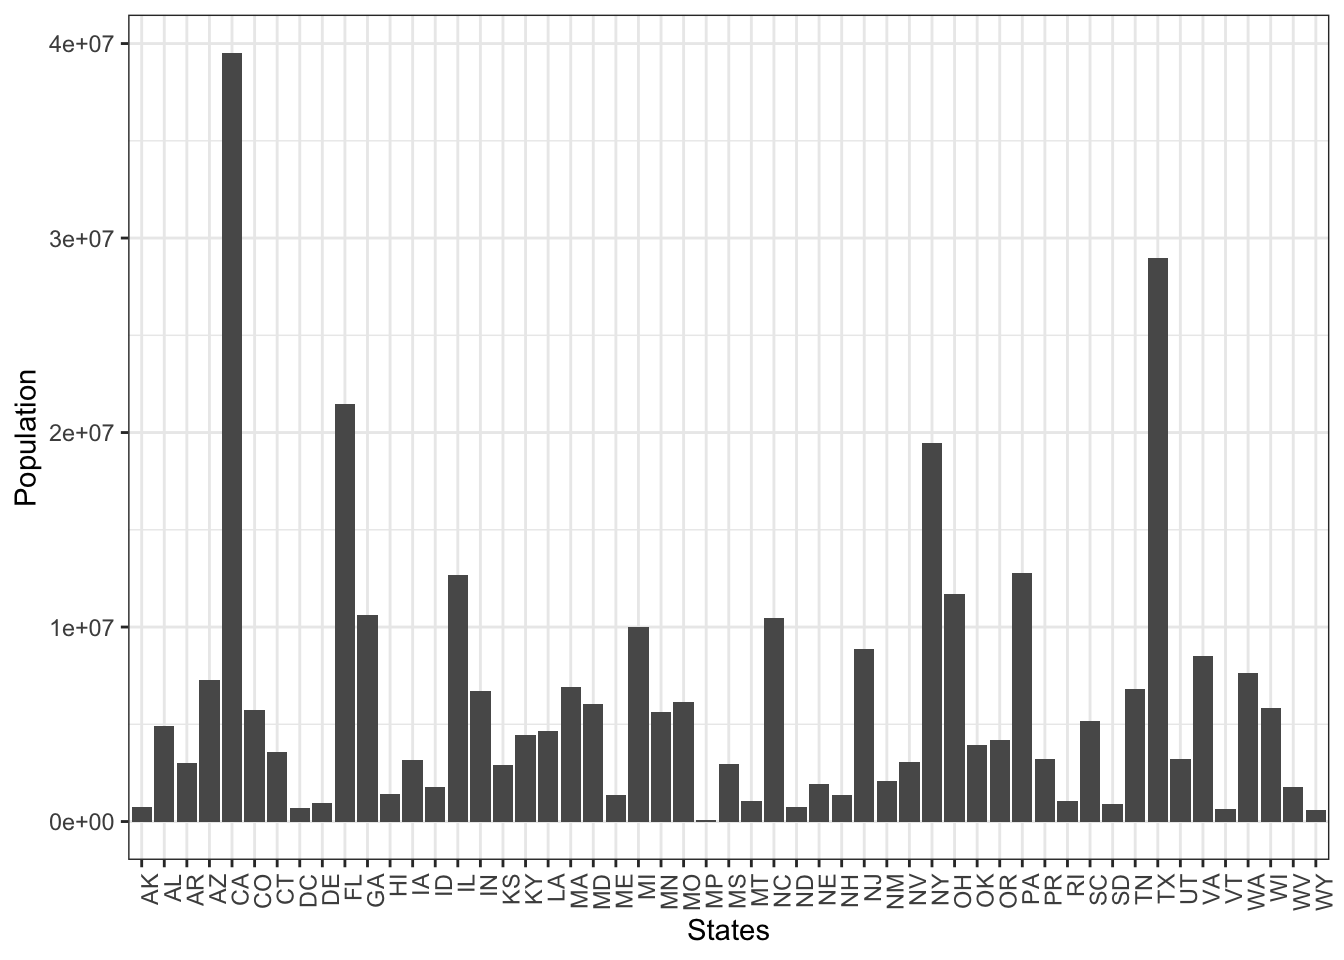 4e+07
3e+07
2e+07
1e+07
0e+00
Population
AK AL AR AZ CA CO CT DC DE FL GA HI IA ID IL IN KS KY LA MA MD ME MI MN MO MP MS MT NC ND NE NH NJ NM NV NY OH OK OR PA PR RI SC SD TN TX UT VA VT WA WI WV WY
States